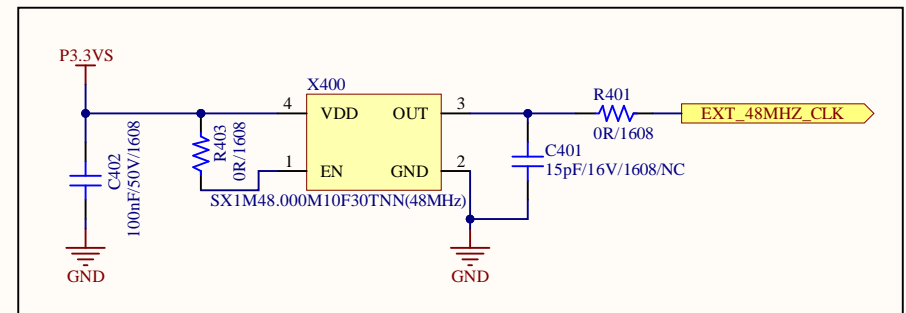 P3.3VS
X400
4
VDD
OUT
3
R401
0R/1608
EXT_48MHZ_CLK
C402
100nF/50V/1608
R403
0R/1608
1
EN
GND
2
C401
15pF/16V/1608/NC
SX1M48.000M10F30TNN(48MHz)
GND
GND